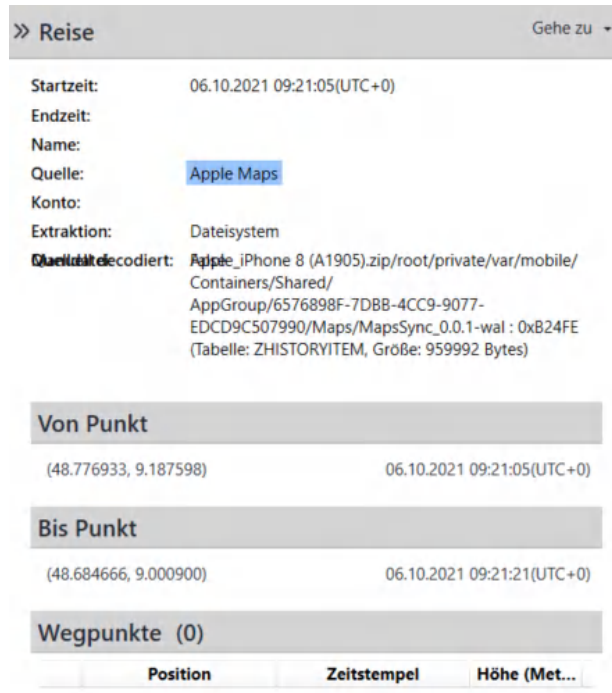 » Reise Gehe zu
Startzeit: 06.10.2021 09:21:05(UTC+0)
Endzeit:
Name:
Quelle: Apple Maps
Konto:
Extraktion: Dateisystem
decodiert: Apple_iPhone 8 (A1905).zip/root/private/var/mobile/
Containers/Shared/
AppGroup/6576898F-7DBB-4CC9-9077-
EDCD9C507990/Maps/MapsSync_0.0.1-wal : 0xB24FE
(Tabelle: ZHISTORYITEM, Größe: 959992 Bytes)
Von Punkt
(48.776933, 9.187598) 06.10.2021 09:21:05(UTC+0)
Bis Punkt
(48.684666, 9.000900) 06.10.2021 09:21:21(UTC+0)
Wegpunkte (0)
Position Zeitstempel Höhe (Met...